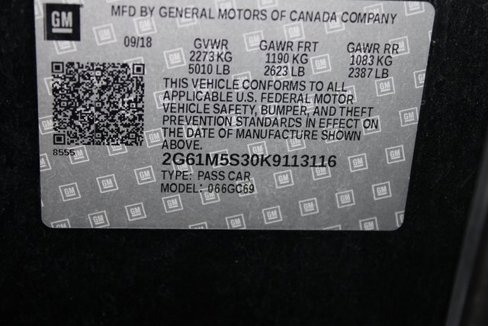 GM
MFD BY GENERAL MOTORS OF CANADA COMPANY
09/18 GVWR GAWR FRT GAWR RR
2273 KG 1190 KG 1083 KG
5010 LB 2623 LB 2387 LB
THIS VEHICLE CONFORMS TO ALL
APPLICABLE U.S. FEDERAL MOTOR
VEHICLE SAFETY, BUMPER, AND THEFT
PREVENTION STANDARDS IN EFFECT ON
THE DATE OF MANUFACTURE SHOWN
ABOVE.
8555
2G61M5S30K9113116
TYPE: PASS CAR
MODEL: 066GC69